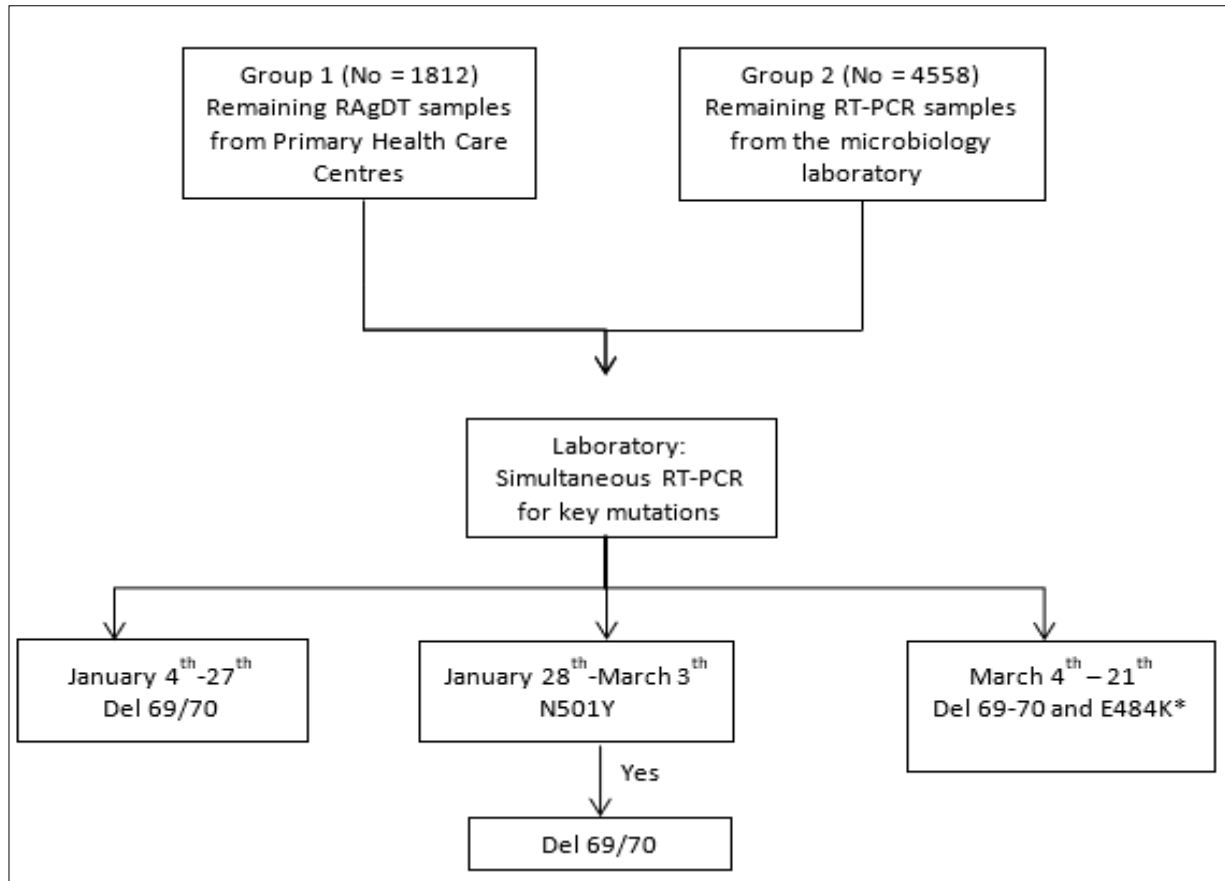 Group 1 (No = 1812)
Remaining RAgDT samples
from Primary Health Care
Centres
Group 2 (No = 4558)
Remaining RT-PCR samples
from the microbiology
laboratory
Laboratory:
Simultaneous RT-PCR
for key mutations
January 4th-27th
Del 69/70
January 28th-March 3th
N501Y
March 4th – 21th
Del 69-70 and E484K*
Yes
Del 69/70